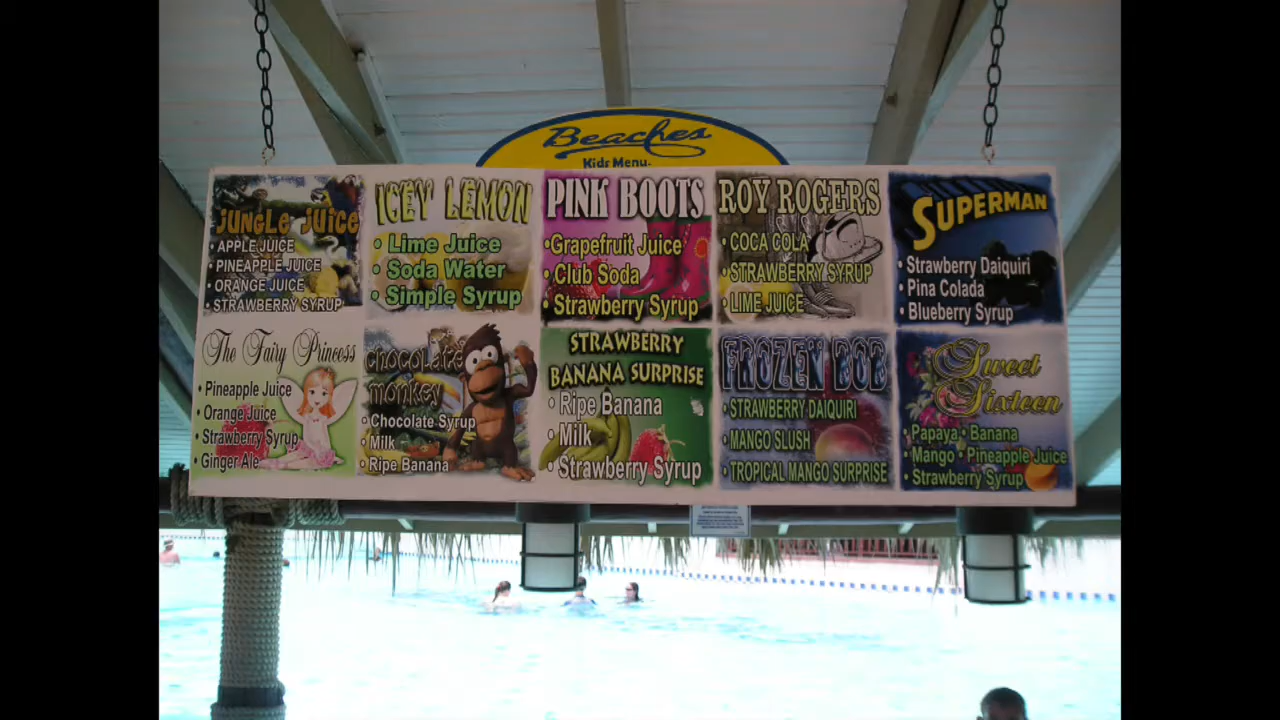 Beaches
Kids Menu
JUNGLE JUICE
• APPLE JUICE
• PINEAPPLE JUICE
• ORANGE JUICE
• STRAWBERRY SYRUP
ICEY LEMON
• Lime Juice
• Soda Water
• Simple Syrup
PINK BOOTS
• Grapefruit Juice
• Club Soda
• Strawberry Syrup
ROY ROGERS
• COCA COLA
• STRAWBERRY SYRUP
• LIME JUICE
SUPERMAN
• Strawberry Daiquiri
• Pina Colada
• Blueberry Syrup
The Fairy Princess
• Pineapple Juice
• Orange Juice
• Strawberry Syrup
• Ginger Ale
chocolate
monkey
• Chocolate Syrup
• Milk
• Ripe Banana
STRAWBERRY
BANANA SURPRISE
• Ripe Banana
• Milk
• Strawberry Syrup
FROZEN BOB
• STRAWBERRY DAIQUIRI
• MANGO SLUSH
• TROPICAL MANGO SURPRISE
Sweet
Sixteen
• Papaya • Banana
• Mango • Pineapple Juice
• Strawberry Syrup